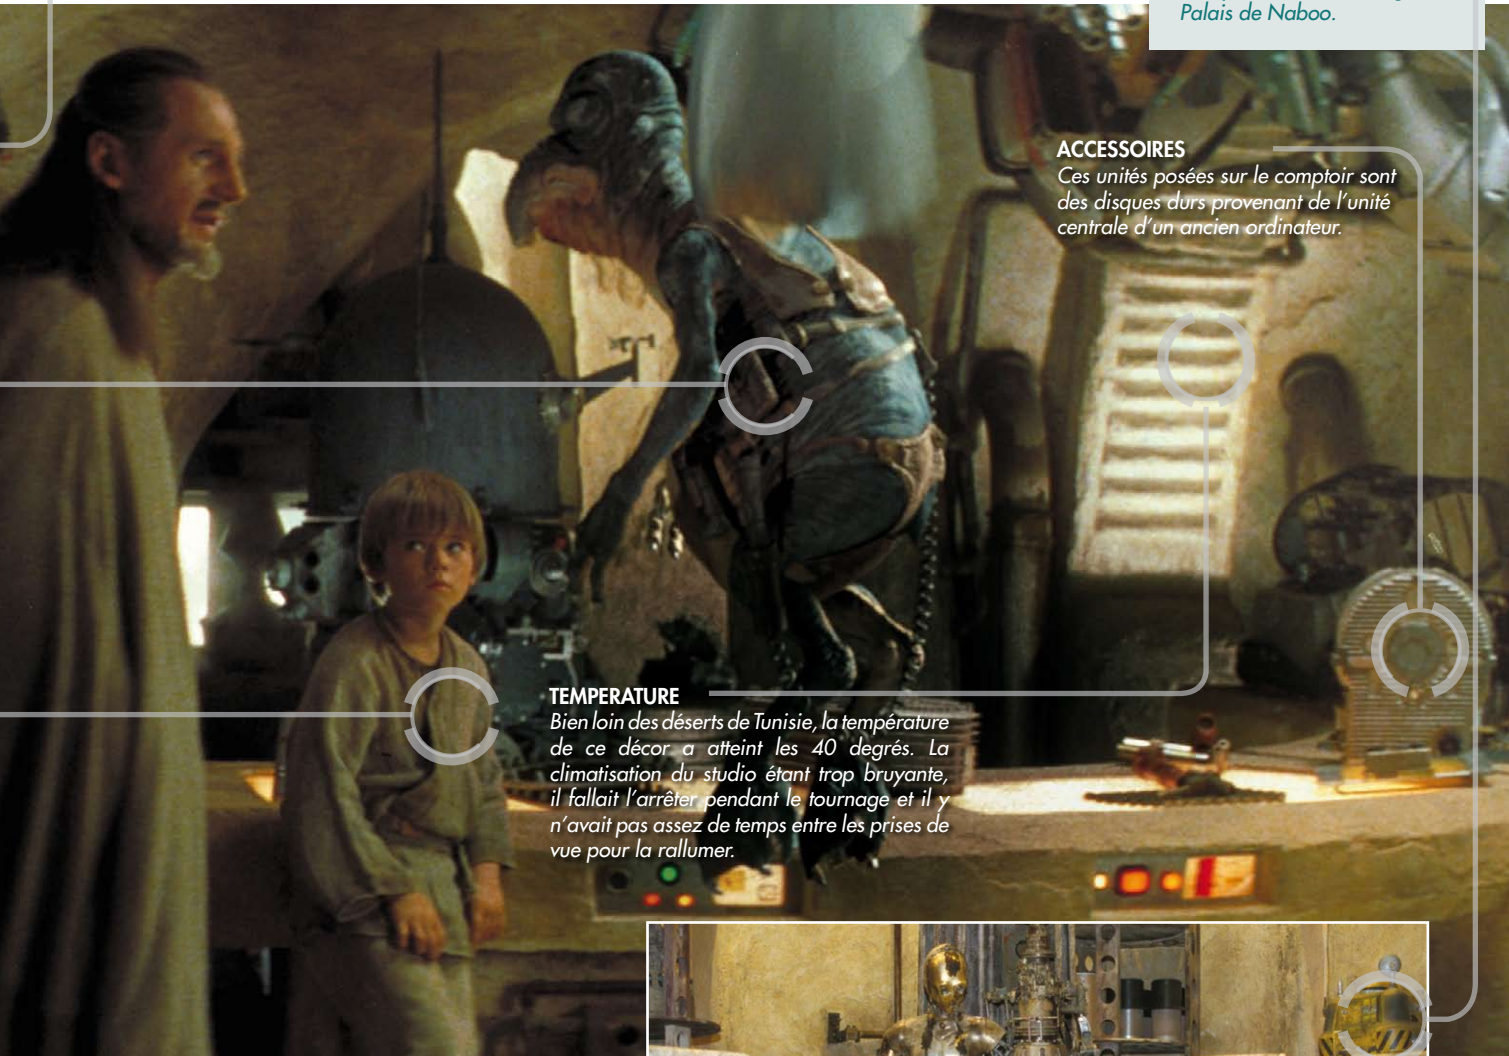 Palais de Naboo.
ACCESSOIRES
Ces unités posées sur le comptoir sont
des disques durs provenant de l’unité
centrale d’un ancien ordinateur.
TEMPERATURE
Bien loin des déserts de Tunisie, la température
de ce décor a atteint les 40 degrés. La
climatisation du studio étant trop bruyante,
il fallait l’arrêter pendant le tournage et il y
n’avait pas assez de temps entre les prises de
vue pour la rallumer.